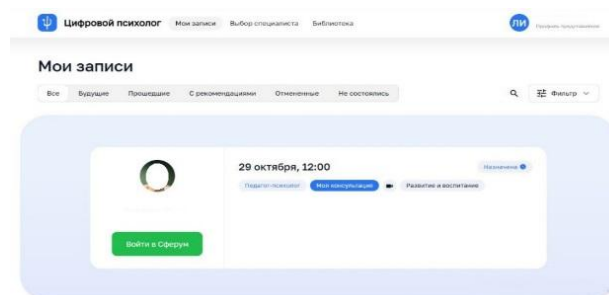 Цифровой психолог Мои записи Выбор специалиста Библиотека ЛИ
Мои записи
Все Будущие Прошедшие С рекомендациями Отмененные Не состоялись Фильтр
29 октября, 12:00 Назначена
Педагог-психолог Моя консультация Развитие и воспитание
Войти в Сферум